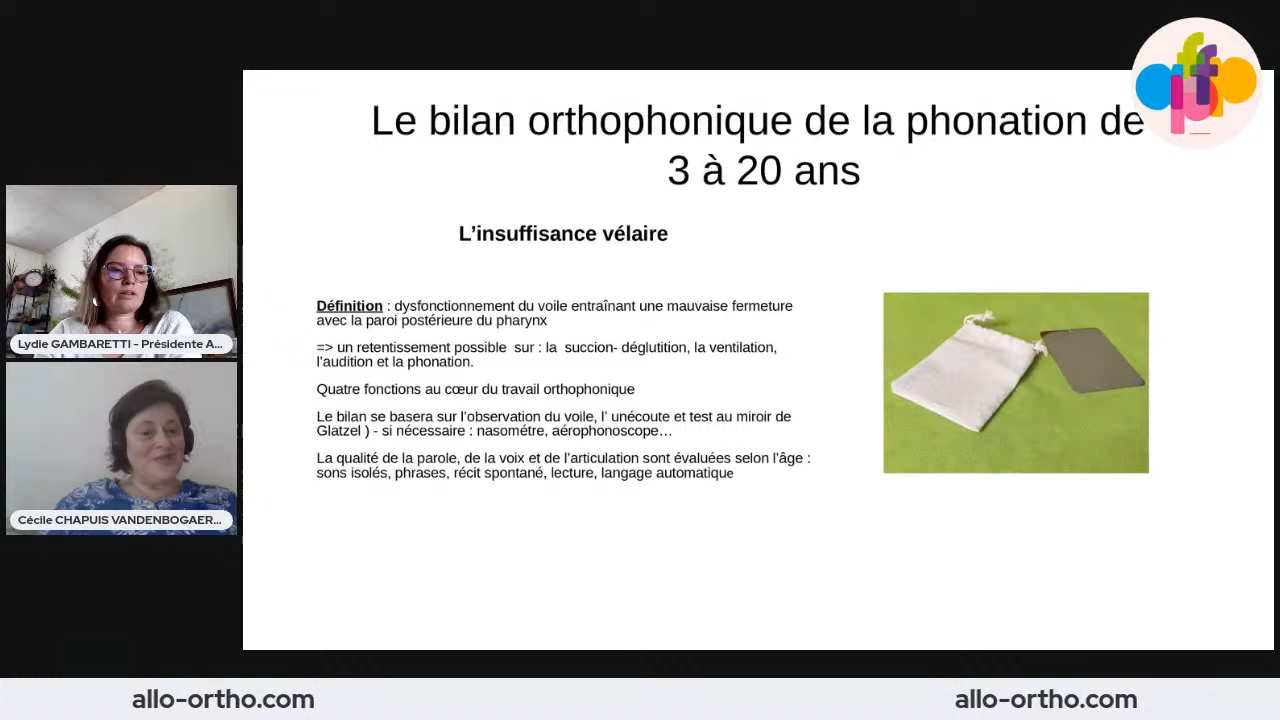 Le bilan orthophonique de la phonation de
3 à 20 ans
L’insuffisance vélaire
Définition : dysfonctionnement du voile entraînant une mauvaise fermeture
avec la paroi postérieure du pharynx
=> un retentissement possible sur : la succion- déglutition, la ventilation,
l'audition et la phonation.
Quatre fonctions au cœur du travail orthophonique
Le bilan se basera sur l’observation du voile, l’ unécoute et test au miroir de
Glatzel ) - si nécessaire : nasométre, aérophonoscope…
La qualité de la parole, de la voix et de l’articulation sont évaluées selon l’âge :
sons isolés, phrases, récit spontané, lecture, langage automatique
Lydie GAMBARETTI - Présidente A...
Cécile CHAPUIS VANDENBOGAER...
fff
allo-ortho.com
allo-ortho.com